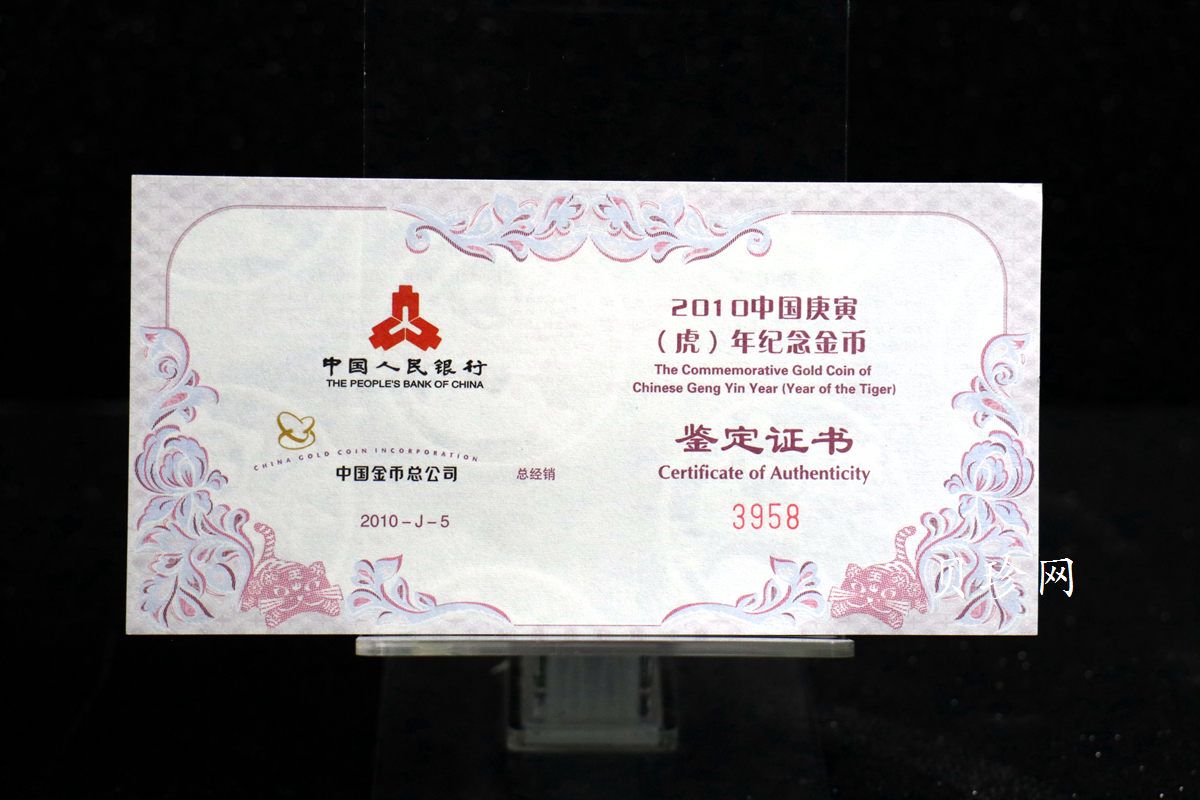 中国人民银行
THE PEOPLE'S BANK OF CHINA
CHINA GOLD COIN INCORPORATION
中国金币总公司 总经销
2010-J-5
2010中国庚寅
（虎）年纪念金币
The Commemorative Gold Coin of
Chinese Geng Yin Year (Year of the Tiger)
鉴定证书
Certificate of Authenticity
3958
贝珍网